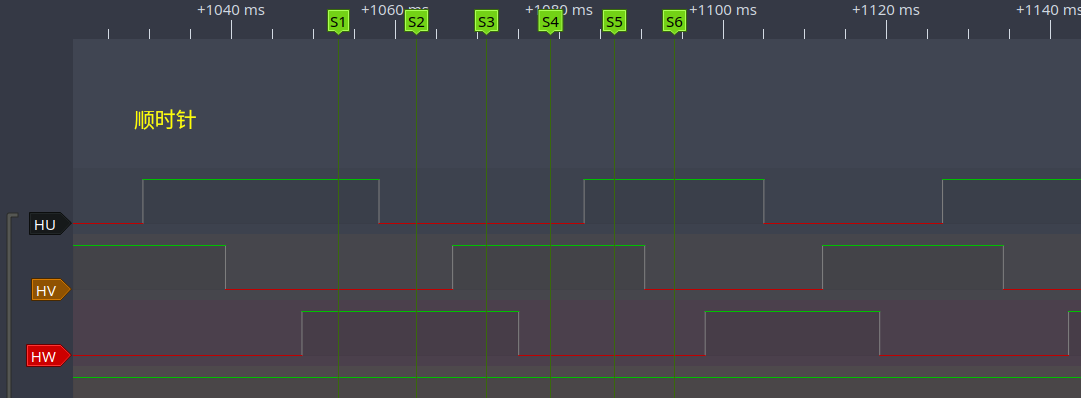 +1040 ms +1060 ms +1080 ms +1100 ms +1120 ms +1140 ms
S1 S2 S3 S4 S5 S6
顺时针
HU
HV
HW